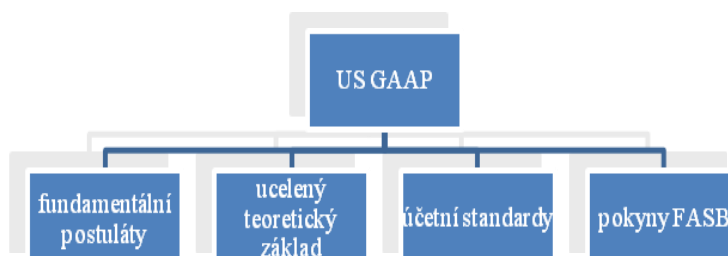 US GAAP
fundamentální
postuláty
ucelený
teoretický
základ
účetní standardy
pokyny FASB